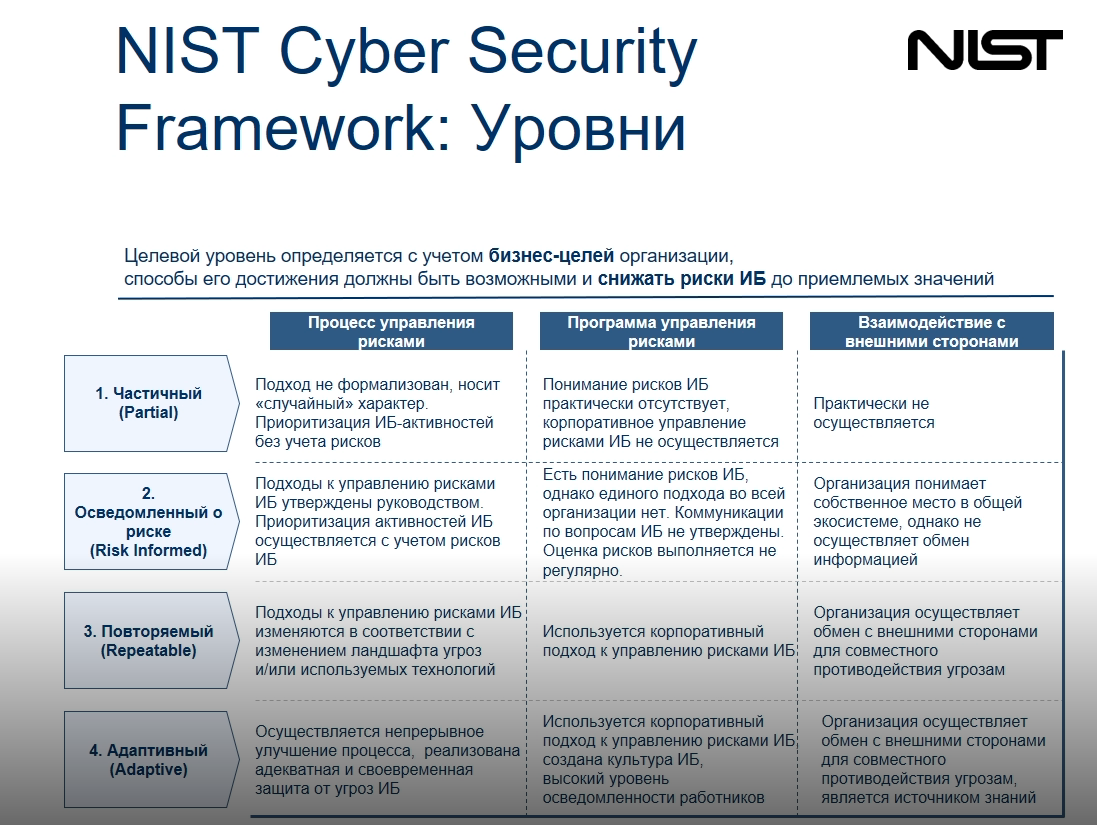 NIST Cyber Security
Framework: Уровни
NIST
Целевой уровень определяется с учетом бизнес-целей организации,
способы его достижения должны быть возможными и снижать риски ИБ до приемлемых значений
Процесс управления
рисками
Программа управления
рисками
Взаимодействие с
внешними сторонами
1. Частичный
(Partial)
Подход не формализован, носит
«случайный» характер.
Приоритизация ИБ-активностей
без учета рисков
Понимание рисков ИБ
практически отсутствует,
корпоративное управление
рисками ИБ не осуществляется
Практически не
осуществляется
2.
Осведомленный о
риске
(Risk Informed)
Подходы к управлению рисками
ИБ утверждены руководством.
Приоритизация активностей ИБ
осуществляется с учетом рисков
ИБ
Есть понимание рисков ИБ,
однако единого подхода во всей
организации нет. Коммуникации
по вопросам ИБ не утверждены.
Оценка рисков выполняется не
регулярно.
Организация понимает
собственное место в общей
экосистеме, однако не
осуществляет обмен
информацией
3. Повторяемый
(Repeatable)
Подходы к управлению рисками ИБ
изменяются в соответствии с
изменением ландшафта угроз
и/или используемых технологий
Используется корпоративный
подход к управлению рисками ИБ
Организация осуществляет
обмен с внешними сторонами
для совместного
противодействия угрозам
4. Адаптивный
(Adaptive)
Осуществляется непрерывное
улучшение процесса, реализована
адекватная и своевременная
защита от угроз ИБ
Используется корпоративный
подход к управлению рисками ИБ
создана культура ИБ,
высокий уровень
осведомленности работников
Организация осуществляет
обмен с внешними сторонами
для совместного
противодействия угрозам,
является источником знаний